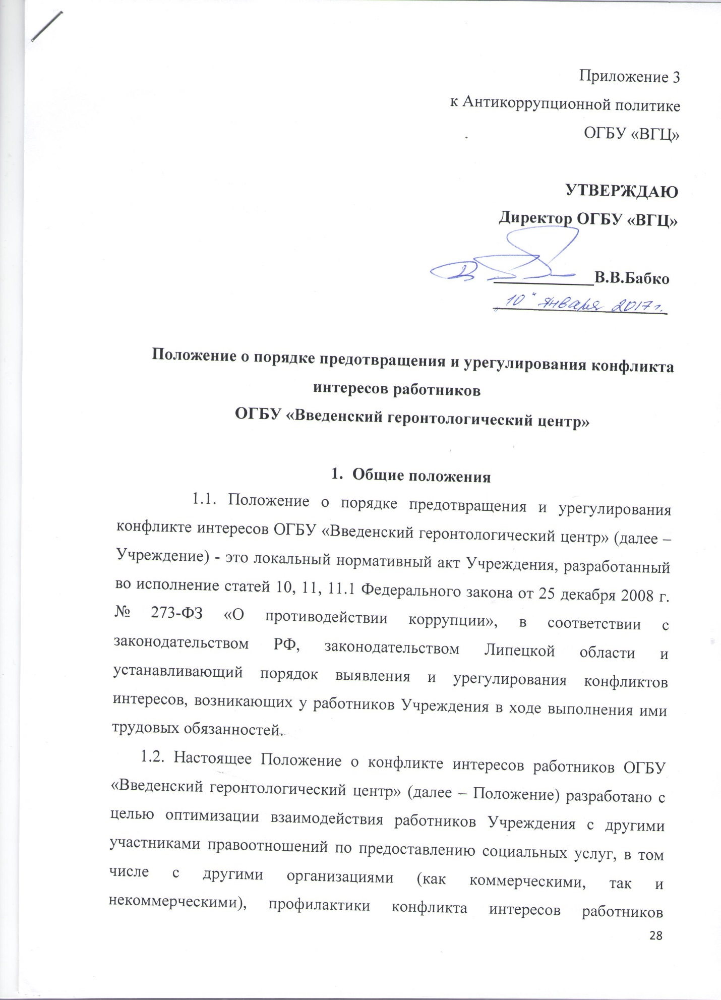 Приложение 3
к Антикоррупционной политике
ОГБУ «ВГЦ»
УТВЕРЖДАЮ
Директор ОГБУ «ВГЦ»
В.В.Бабко
„10“ января 2017 г.
Положение о порядке предотвращения и урегулирования конфликта
интересов работников
ОГБУ «Введенский геронтологический центр»
1. Общие положения
1.1. Положение о порядке предотвращения и урегулирования
конфликте интересов ОГБУ «Введенский геронтологический центр» (далее –
Учреждение) - это локальный нормативный акт Учреждения, разработанный
во исполнение статей 10, 11, 11.1 Федерального закона от 25 декабря 2008 г.
№ 273-ФЗ «О противодействии коррупции», в соответствии с
законодательством РФ, законодательством Липецкой области и
устанавливающий порядок выявления и урегулирования конфликтов
интересов, возникающих у работников Учреждения в ходе выполнения ими
трудовых обязанностей.
1.2. Настоящее Положение о конфликте интересов работников ОГБУ
«Введенский геронтологический центр» (далее – Положение) разработано с
целью оптимизации взаимодействия работников Учреждения с другими
участниками правоотношений по предоставлению социальных услуг, в том
числе с другими организациями (как коммерческими, так и
некоммерческими), профилактики конфликта интересов работников
28